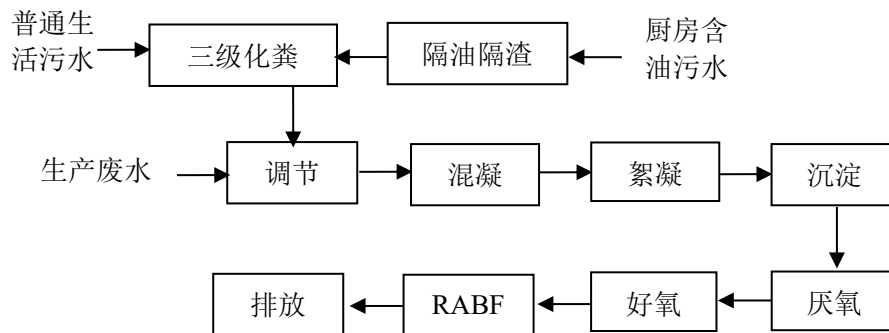 普通生
活污水
三级化粪
隔油隔渣
厨房含
油污水
生产废水
调节
混凝
絮凝
沉淀
排放
RABF
好氧
厌氧